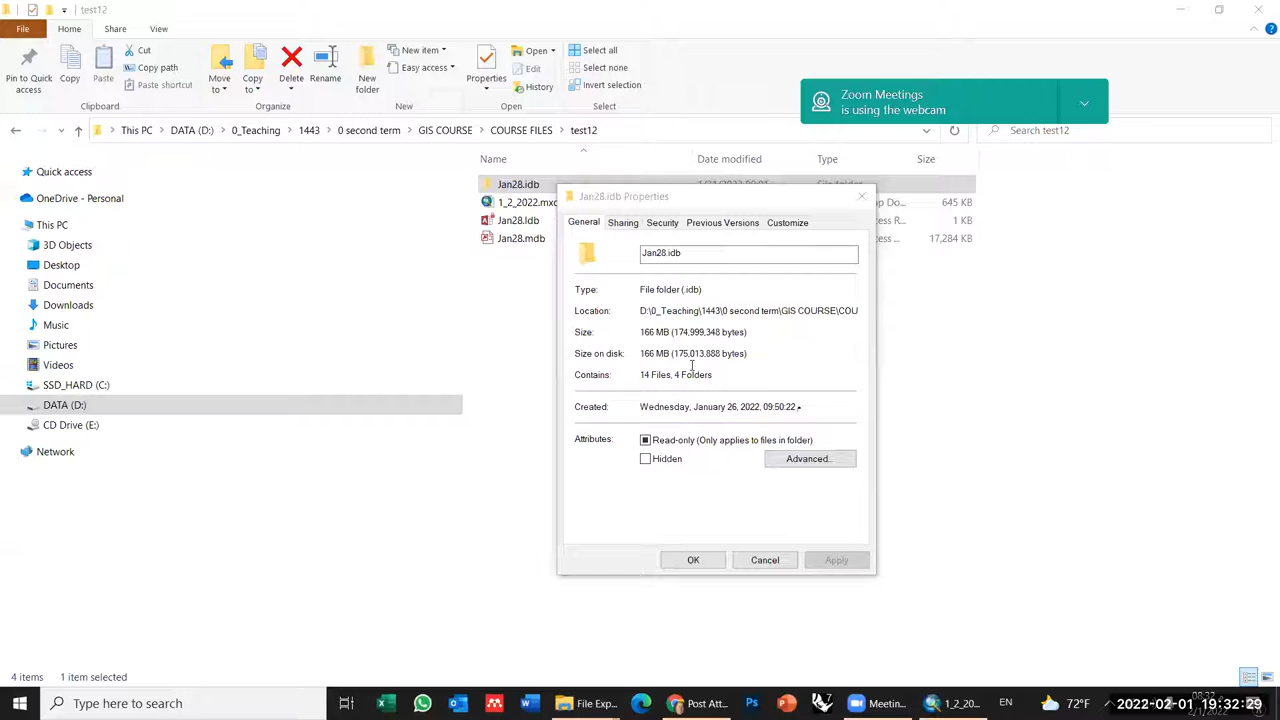 test12
File Home Share View
Pin to Quick access
Copy
Paste
Cut
Copy path
Paste shortcut
Clipboard
Move to
Copy to
Delete
Rename
Organize
New folder
New item
Easy access
New
Properties
Open
Edit
History
Open
Select all
Select none
Invert selection
Select
Zoom Meetings
is using the webcam
This PC DATA (D:) 0_Teaching 1443 0 second term GIS COURSE COURSE FILES test12
Search test12
Name Date modified Type Size
Quick access
OneDrive - Personal
This PC
3D Objects
Desktop
Documents
Downloads
Music
Pictures
Videos
SSD_HARD (C:)
DATA (D:)
CD Drive (E:)
Network
Jan28.idb
1_2_2022.mxd 645 KB
Jan28.ldb 1 KB
Jan28.mdb 17,284 KB
Jan28.idb Properties
General Sharing Security Previous Versions Customize
Jan28.idb
Type: File folder (.idb)
Location: D:\0_Teaching\1443\0 second term\GIS COURSE\COU
Size: 166 MB (174,999,348 bytes)
Size on disk: 166 MB (175,013,888 bytes)
Contains: 14 Files, 4 Folders
Created: Wednesday, January 26, 2022, 09:50:22 م
Attributes: Read-only (Only applies to files in folder)
Hidden Advanced...
OK Cancel Apply
4 items 1 item selected
Type here to search
File Exp...
Post Att...
Meetin...
1_2_20...
EN
72°F
2022-02-01 19:32:29